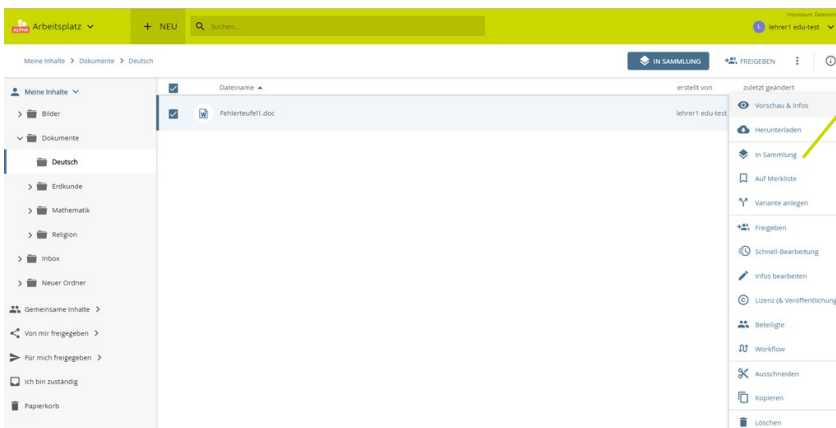 Impressum Datensch
ALPHA Arbeitsplatz + NEU Suchen... L lehrer1 edu-test
Meine Inhalte > Dokumente > Deutsch IN SAMMLUNG FREIGEBEN
Meine Inhalte Dateiname erstellt von zuletzt geändert
Bilder Fehlerteufel1.doc lehrer1 edu-test Vorschau & Infos
Dokumente Herunterladen
Deutsch In Sammlung
Erdkunde Auf Merkliste
Mathematik Variante anlegen
Religion Freigeben
Inbox Schnell-Bearbeitung
Neuer Ordner Infos bearbeiten
Gemeinsame Inhalte > Lizenz (& Veröffentlichung
Von mir freigegeben > Beteiligte
Für mich freigegeben > Workflow
Ich bin zuständig Ausschneiden
Papierkorb Kopieren
Löschen